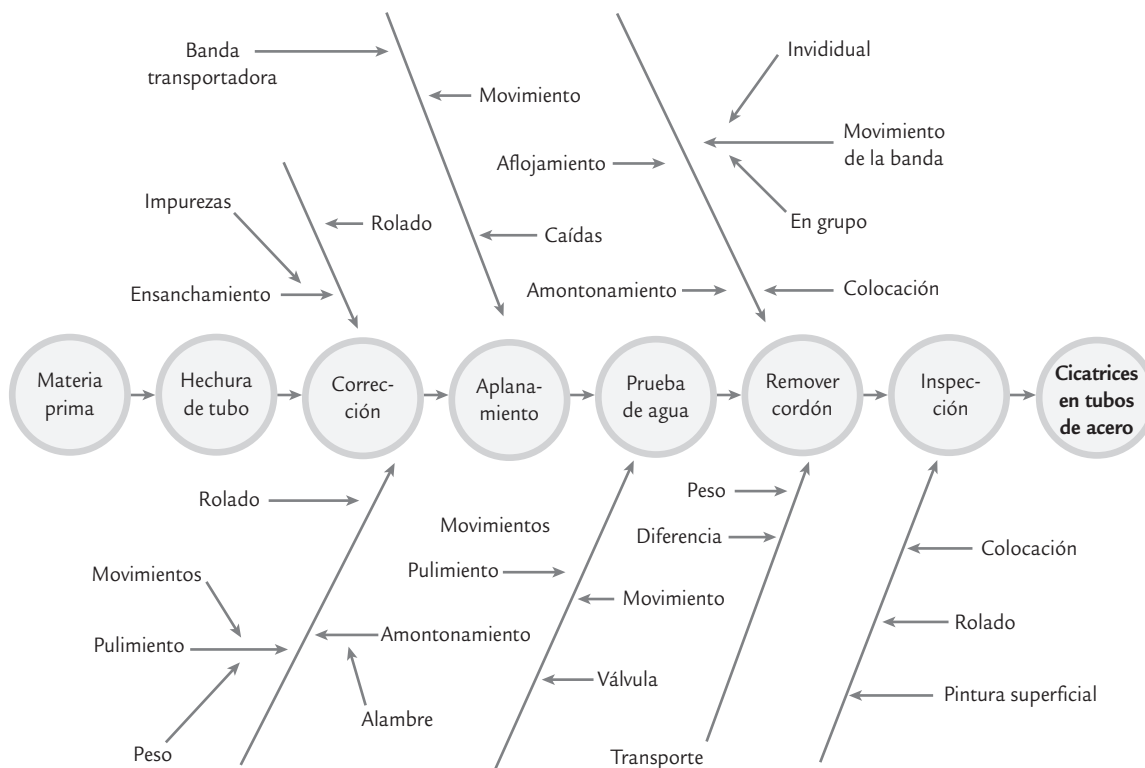 Banda
transportadora
Movimiento
Invididual
Movimiento
de la banda
Aflojamiento
En grupo
Impurezas
Rolado
Caídas
Ensanchamiento
Amontonamiento
Colocación
Materia
prima
Hechura
de tubo
Correc-
ción
Aplana-
miento
Prueba
de agua
Remover
cordón
Inspec-
ción
Cicatrices
en tubos
de acero
Rolado
Peso
Movimientos
Diferencia
Colocación
Movimientos
Pulimiento
Movimiento
Pulimiento
Amontonamiento
Rolado
Válvula
Pintura superficial
Alambre
Peso
Transporte